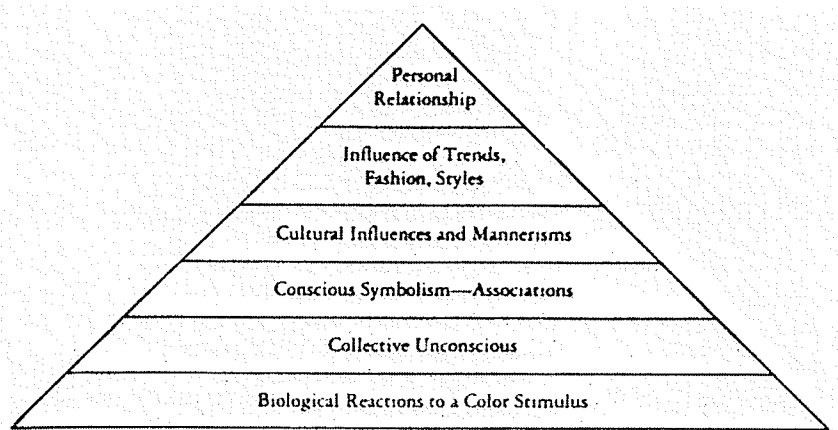 Personal
Relationship
Influence of Trends,
Fashion, Styles
Cultural Influences and Mannerisms
Conscious Symbolism—Associations
Collective Unconscious
Biological Reactions to a Color Stimulus